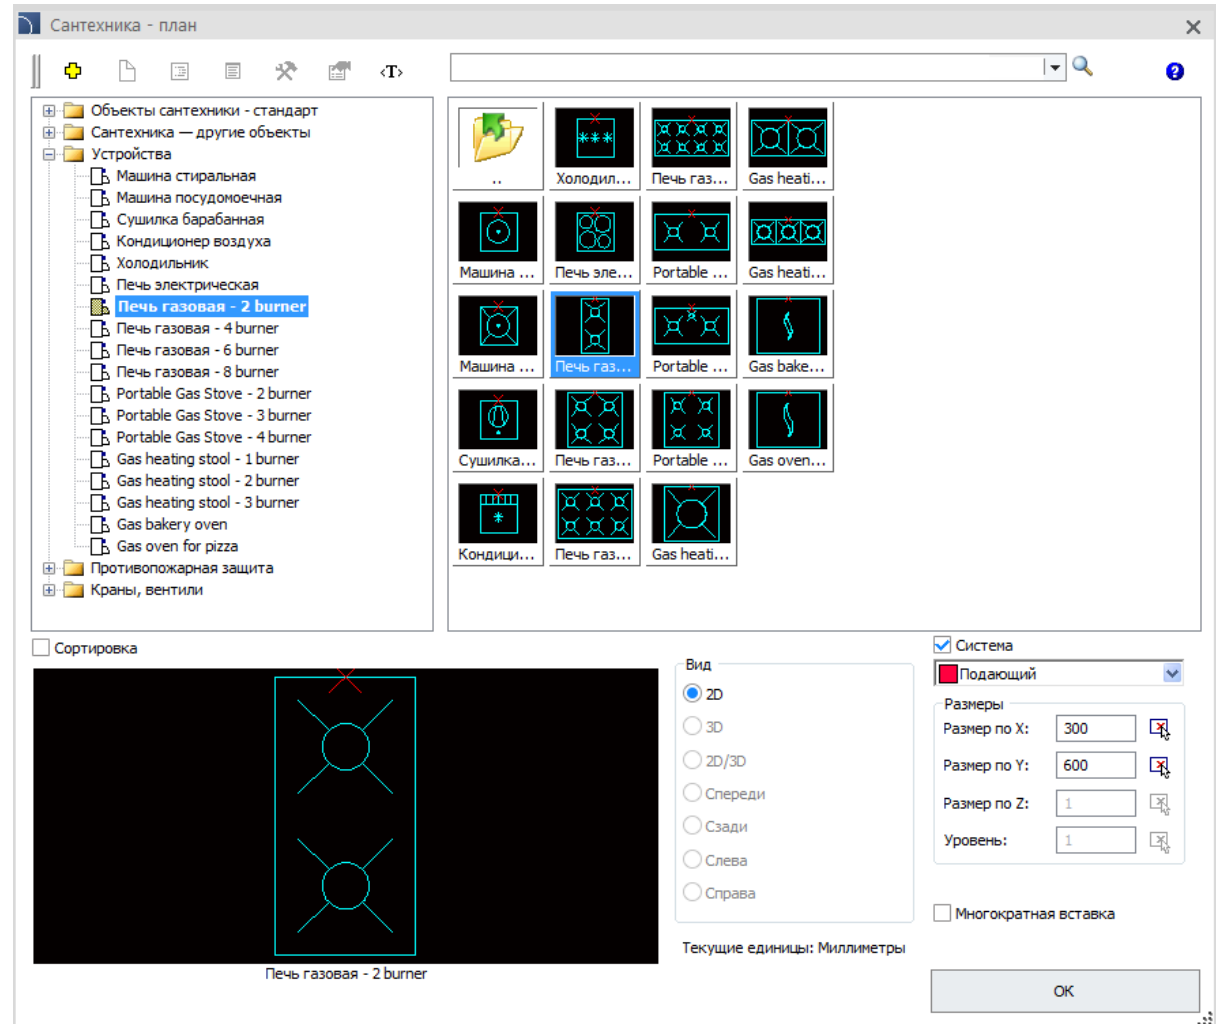 Сантехника - план
<T>
Объекты сантехники - стандарт
Сантехника — другие объекты
Устройства
Машина стиральная
Машина посудомоечная
Сушилка барабанная
Кондиционер воздуха
Холодильник
Печь электрическая
Печь газовая - 2 burner
Печь газовая - 4 burner
Печь газовая - 6 burner
Печь газовая - 8 burner
Portable Gas Stove - 2 burner
Portable Gas Stove - 3 burner
Portable Gas Stove - 4 burner
Gas heating stool - 1 burner
Gas heating stool - 2 burner
Gas heating stool - 3 burner
Gas bakery oven
Gas oven for pizza
Противопожарная защита
Краны, вентили
.. Холодил... Печь газ... Gas heati...
Машина ... Печь эле... Portable ... Gas heati...
Машина ... Печь газ... Portable ... Gas bake...
Сушилка... Печь газ... Portable ... Gas oven...
Кондици... Печь газ... Gas heati...
Сортировка
Печь газовая - 2 burner
Вид
2D
3D
2D/3D
Спереди
Сзади
Слева
Справа
Текущие единицы: Миллиметры
Система
Подающий
Размеры
Размер по X: 300
Размер по Y: 600
Размер по Z: 1
Уровень: 1
Многократная вставка
ОК